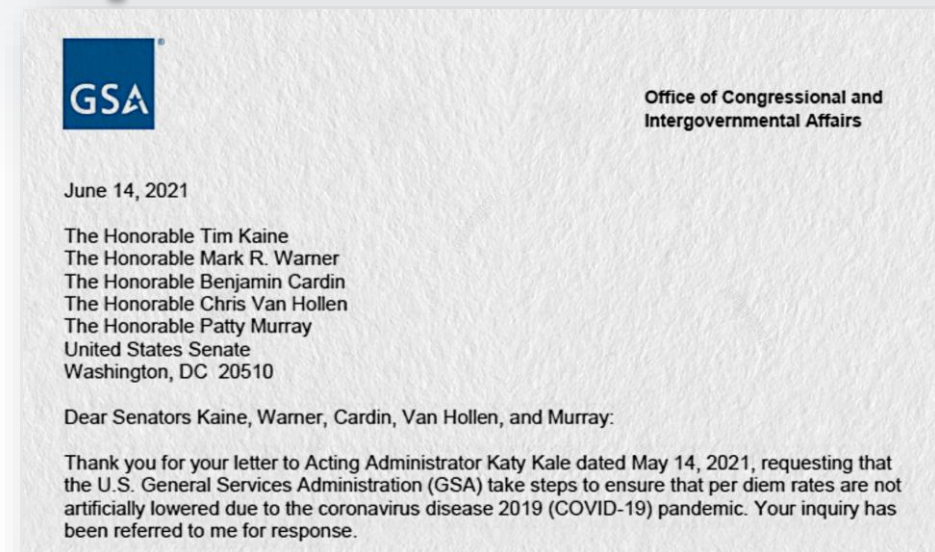 GSA
Office of Congressional and
Intergovernmental Affairs
June 14, 2021
The Honorable Tim Kaine
The Honorable Mark R. Warner
The Honorable Benjamin Cardin
The Honorable Chris Van Hollen
The Honorable Patty Murray
United States Senate
Washington, DC 20510
Dear Senators Kaine, Warner, Cardin, Van Hollen, and Murray:
Thank you for your letter to Acting Administrator Katy Kale dated May 14, 2021, requesting that
the U.S. General Services Administration (GSA) take steps to ensure that per diem rates are not
artificially lowered due to the coronavirus disease 2019 (COVID-19) pandemic. Your inquiry has
been referred to me for response.